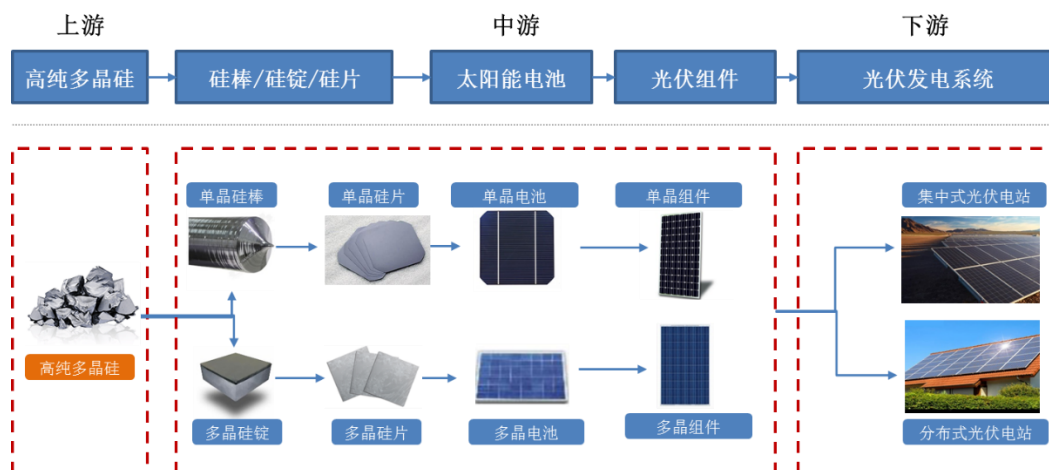 上游
中游
下游
高纯多晶硅
硅棒/硅锭/硅片
太阳能电池
光伏组件
光伏发电系统
单晶硅棒
单晶硅片
单晶电池
单晶组件
集中式光伏电站
高纯多晶硅
多晶硅锭
多晶硅片
多晶电池
多晶组件
分布式光伏电站